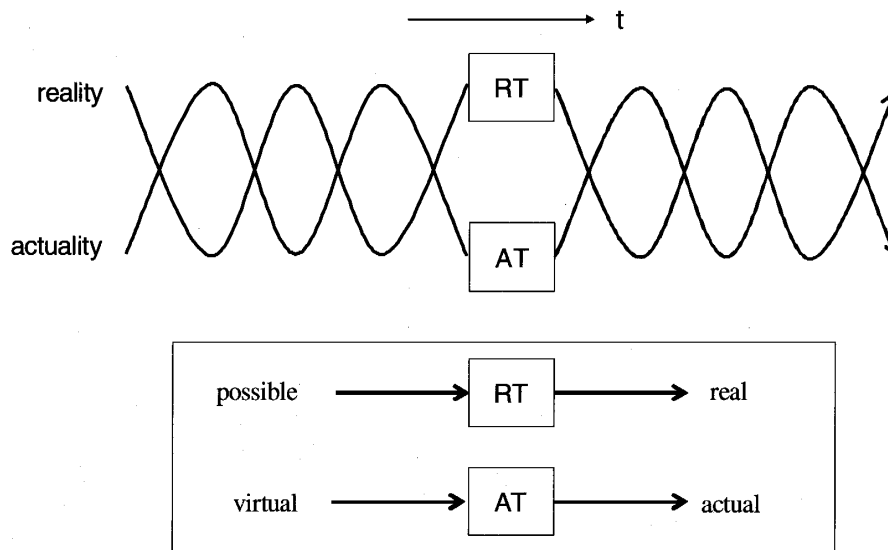 t
reality
RT
actuality
AT
possible RT real
virtual AT actual